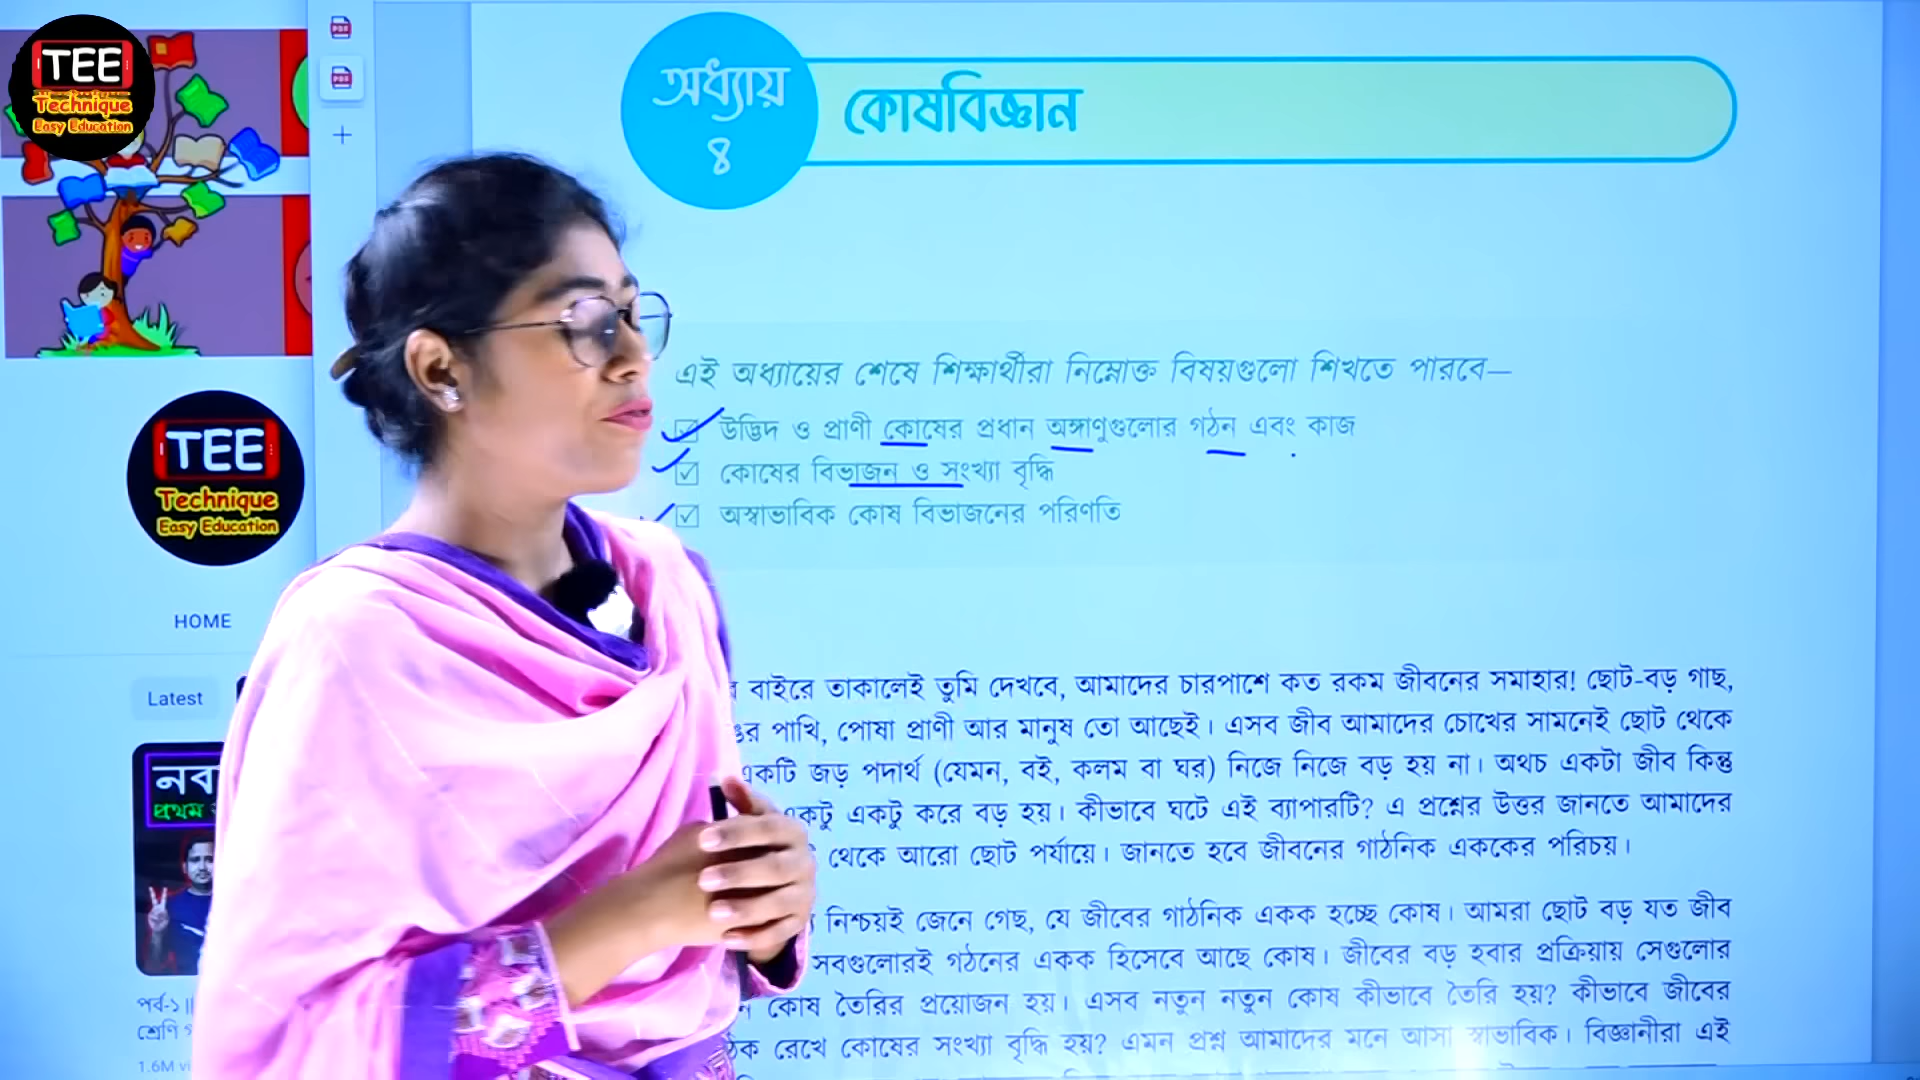 TEE
Technique
Easy Education
অধ্যায়
৪
কোষবিজ্ঞান
এই অধ্যায়ের শেষে শিক্ষার্থীরা নিম্নোক্ত বিষয়গুলো শিখতে পারবে—
উদ্ভিদ ও প্রাণী কোষের প্রধান অঙ্গাণুগুলোর গঠন এবং কাজ
কোষের বিভাজন ও সংখ্যা বৃদ্ধি
অস্বাভাবিক কোষ বিভাজনের পরিণতি
TEE
Technique
Easy Education
HOME
Latest
বাইরে তাকালেই তুমি দেখবে, আমাদের চারপাশে কত রকম জীবনের সমাহার! ছোট-বড় গাছ,
পাখি, পোষা প্রাণী আর মানুষ তো আছেই। এসব জীব আমাদের চোখের সামনেই ছোট থেকে
একটি জড় পদার্থ (যেমন, বই, কলম বা ঘর) নিজে নিজে বড় হয় না। অথচ একটা জীব কিন্তু
একটু একটু করে বড় হয়। কীভাবে ঘটে এই ব্যাপারটি? এ প্রশ্নের উত্তর জানতে আমাদের
থেকে আরো ছোট পর্যায়ে। জানতে হবে জীবনের গাঠনিক এককের পরিচয়।
নিশ্চয়ই জেনে গেছ, যে জীবের গাঠনিক একক হচ্ছে কোষ। আমরা ছোট বড় যত জীব
সবগুলোরই গঠনের একক হিসেবে আছে কোষ। জীবের বড় হবার প্রক্রিয়ায় সেগুলোর
কোষ তৈরির প্রয়োজন হয়। এসব নতুন নতুন কোষ কীভাবে তৈরি হয়? কীভাবে জীবের
রেখে কোষের সংখ্যা বৃদ্ধি হয়? এমন প্রশ্ন আমাদের মনে আসা স্বাভাবিক। বিজ্ঞানীরা এই
নব
প্রথম
পর্ব-১॥
শ্রেণি
1.6M